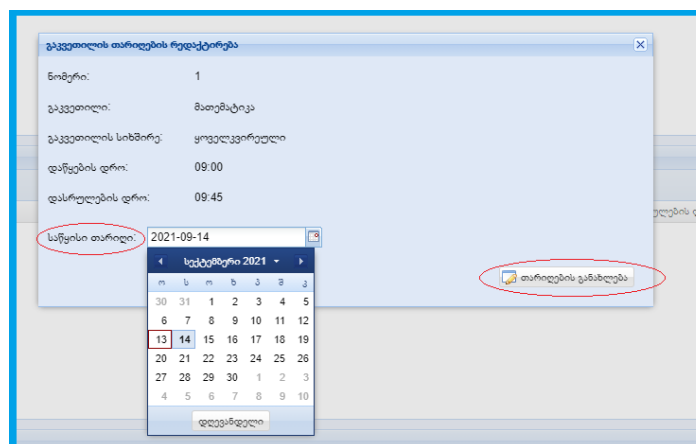 გაკვეთილის თარიღების რედაქტირება
ნომერი: 1
გაკვეთილი: მათემატიკა
გაკვეთილის სიხშირე: ყოველკვირეული
დაწყების დრო: 09:00
დასრულების დრო: 09:45
ულების დ
საწყისი თარიღი: 2021-09-14
სექტემბერი 2021
ო ს ო ხ პ შ კ
30 31 1 2 3 4 5
6 7 8 9 10 11 12
13 14 15 16 17 18 19
20 21 22 23 24 25 26
27 28 29 30 1 2 3
4 5 6 7 8 9 10
თარიღების განახლება
დღევანდელი